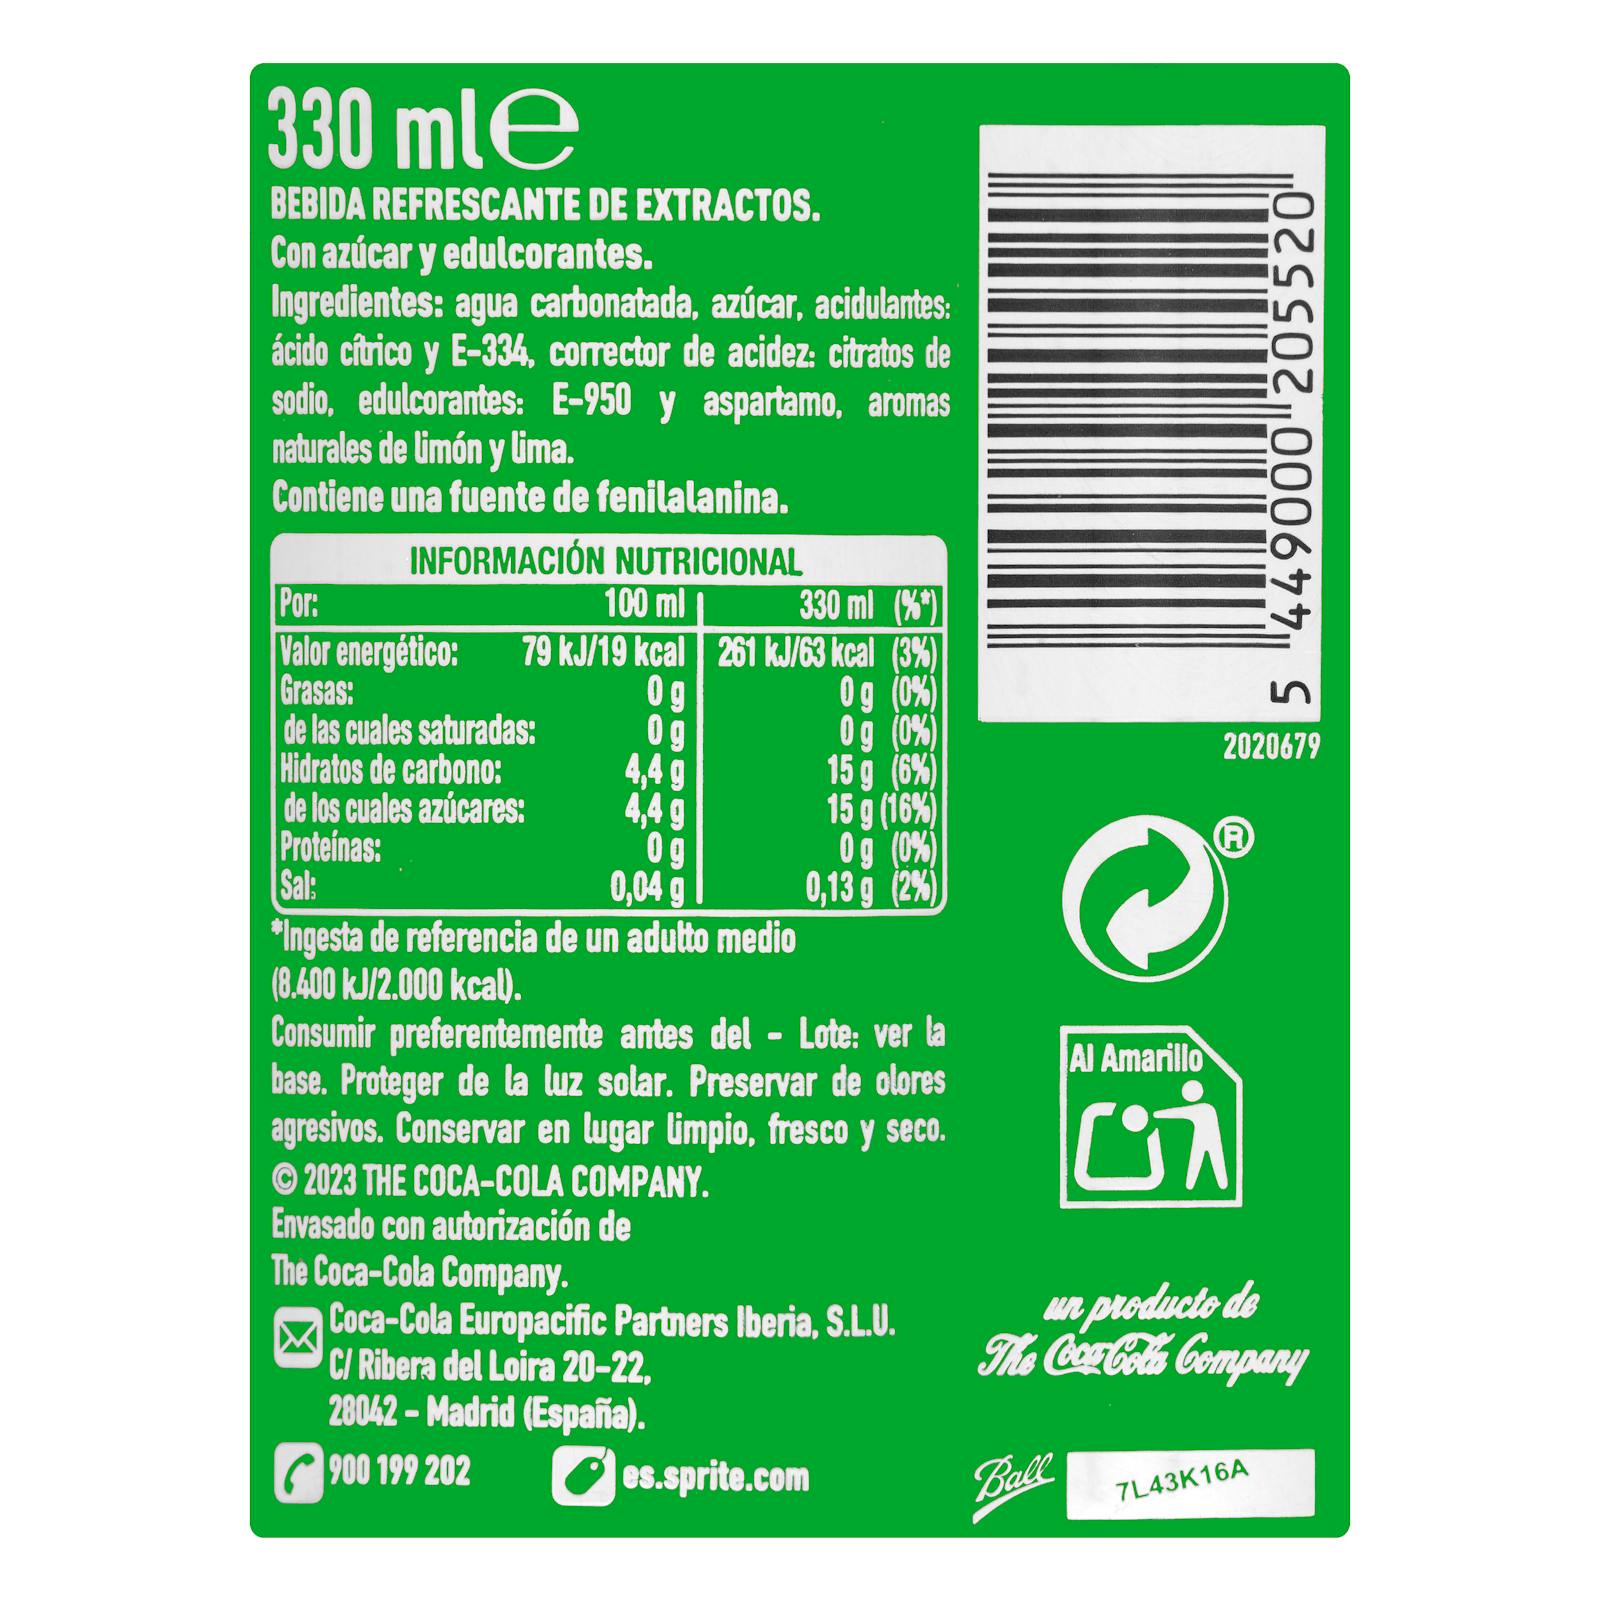 330 ml e
BEBIDA REFRESCANTE DE EXTRACTOS.
Con azúcar y edulcorantes.
Ingredientes: agua carbonatada, azúcar, acidulantes:
ácido cítrico y E-334, corrector de acidez: citratos de
sodio, edulcorantes: E-950 y aspartamo, aromas
naturales de limón y lima.
Contiene una fuente de fenilalanina.
INFORMACIÓN NUTRICIONAL
Por: 100 ml 330 ml (%*)
Valor energético: 79 kJ/19 kcal 261 kJ/63 kcal (3%)
Grasas: 0 g 0 g (0%)
de las cuales saturadas: 0 g 0 g (0%)
Hidratos de carbono: 4,4 g 15 g (6%)
de los cuales azúcares: 4,4 g 15 g (16%)
Proteínas: 0 g 0 g (0%)
Sal: 0,04 g 0,13 g (2%)
*Ingesta de referencia de un adulto medio
(8.400 kJ/2.000 kcal).
Consumir preferentemente antes del - Lote: ver la
base. Proteger de la luz solar. Preservar de olores
agresivos. Conservar en lugar limpio, fresco y seco.
© 2023 THE COCA-COLA COMPANY.
Envasado con autorización de
The Coca-Cola Company.
Coca-Cola Europacific Partners Iberia, S.L.U.
C/ Ribera del Loira 20-22,
28042 - Madrid (España).
900 199 202
es.sprite.com
5 449000 205520
2020679
®
Al Amarillo
un producto de
The Coca-Cola Company
Ball
7L43K16A